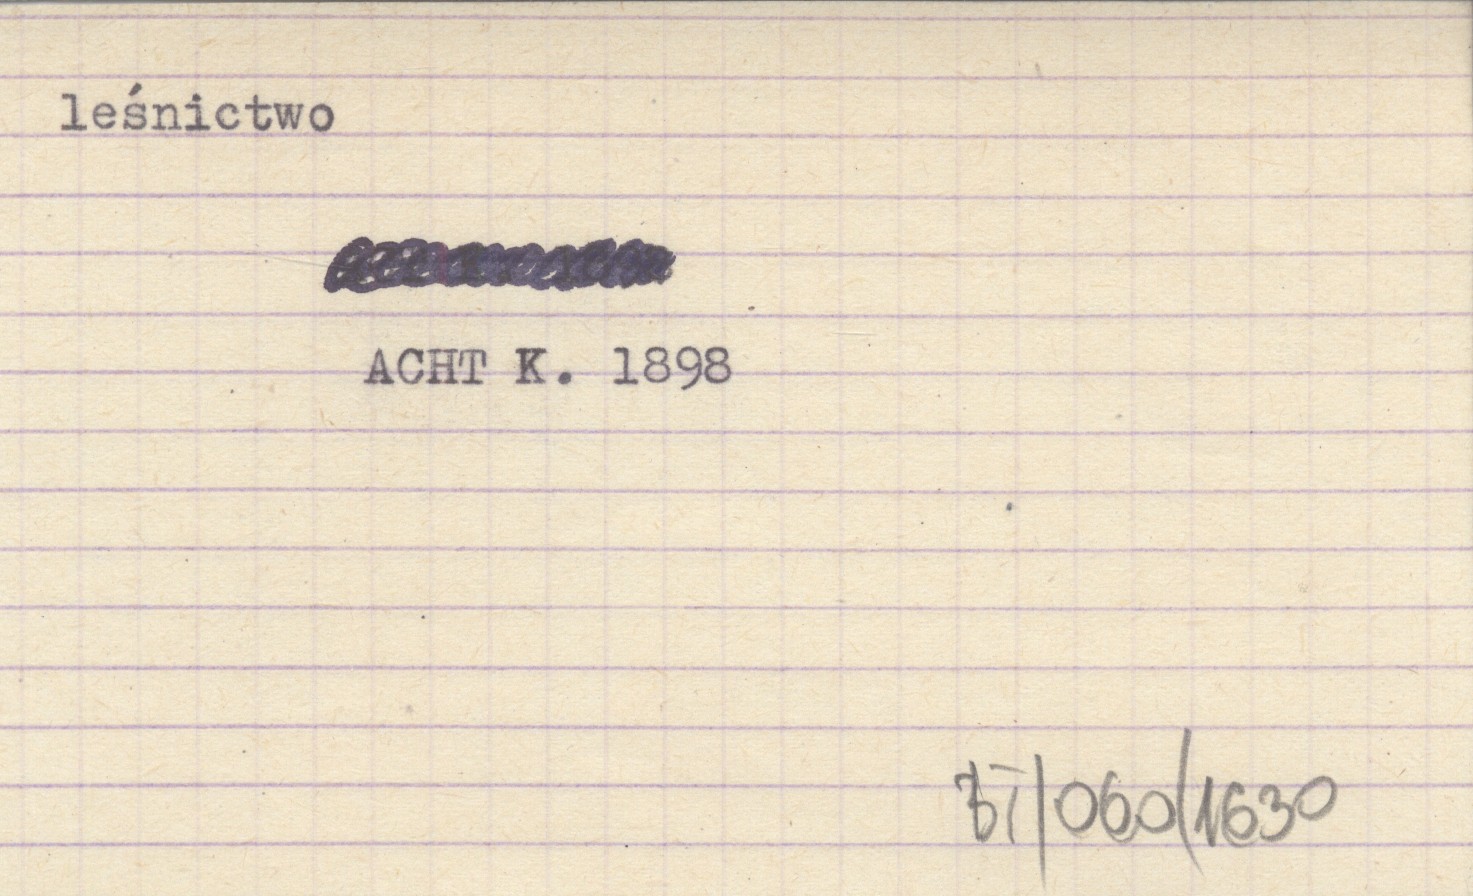 leśnictwo
ACHT K. 1898
BI/060/1630